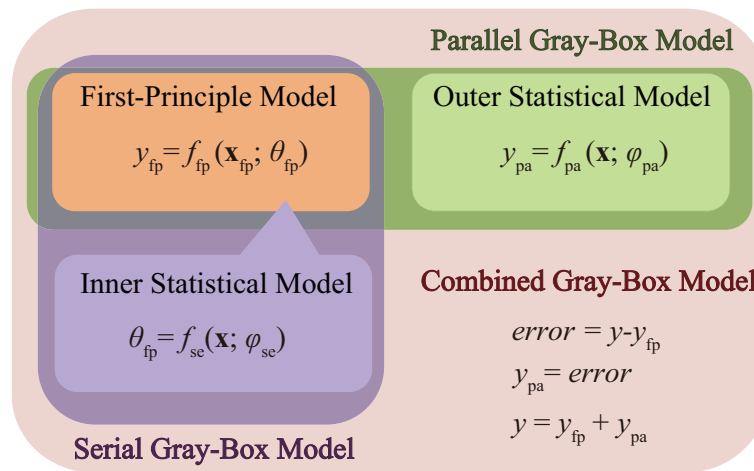 Parallel Gray-Box Model
First-Principle Model
y_fp = f_fp (x_fp; θ_fp)
Outer Statistical Model
y_pa = f_pa (x; φ_pa)
Inner Statistical Model
θ_fp = f_se(x; φ_se)
Serial Gray-Box Model
Combined Gray-Box Model
error = y-y_fp
y_pa = error
y = y_fp + y_pa